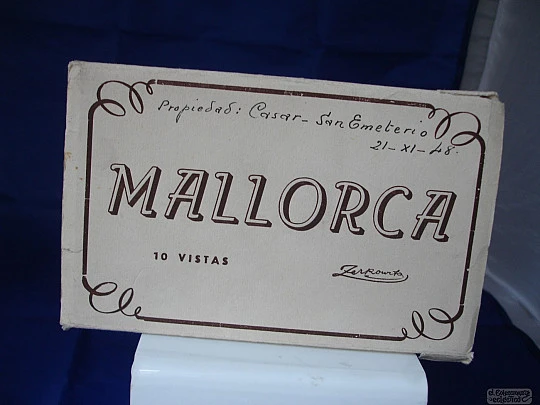 Propiedad: Casar - San Emeterio
21 - XI - 48.
MALLORCA
10 VISTAS
Zerkowitz